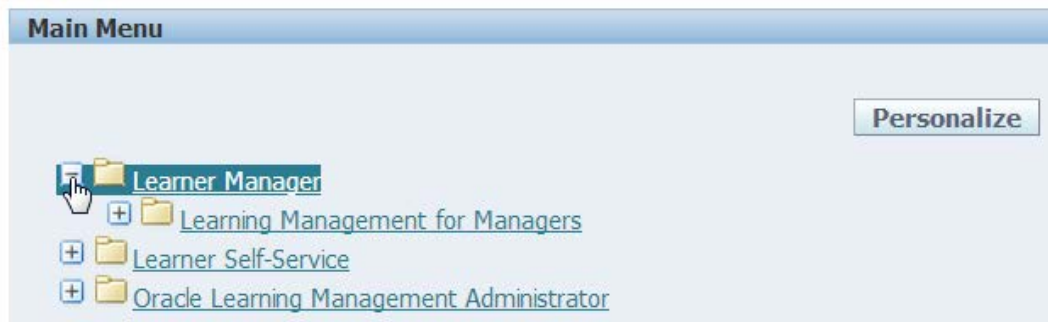 Main Menu
Personalize
Learner Manager
Learning Management for Managers
Learner Self-Service
Oracle Learning Management Administrator